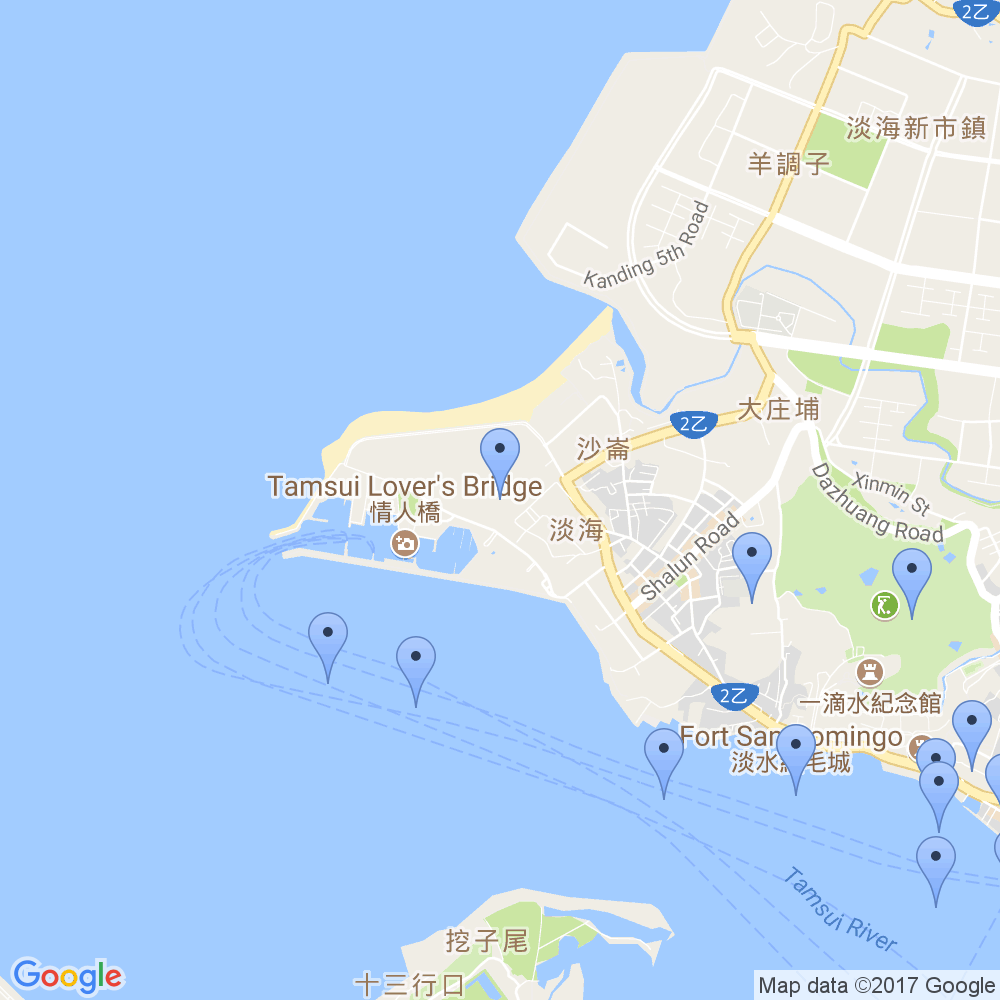 2乙
淡海新市鎮
羊調子
Kanding 5th Road
大庄埔
2乙
沙崙
Tamsui Lover's Bridge
情人橋
Xinmin St
Dazhuang Road
淡海
Shalun Road
2乙
一滴水紀念館
Fort San Domingo
淡水紅毛城
Tamsui River
挖子尾
十三行口
Google
Map data ©2017 Google